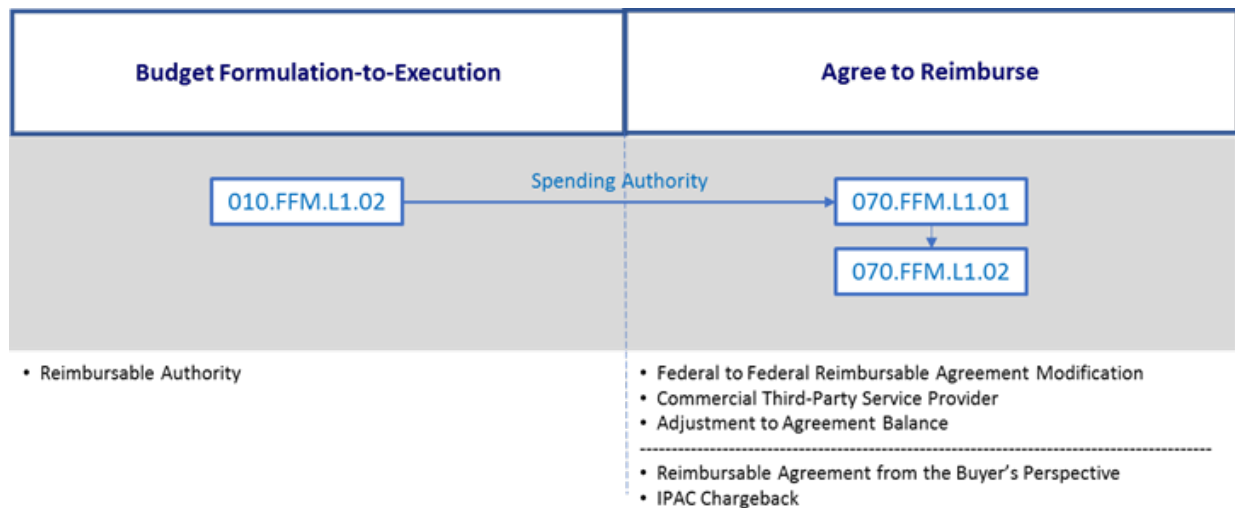 Budget Formulation-to-Execution
Agree to Reimburse
010.FFM.L1.02
Spending Authority
070.FFM.L1.01
070.FFM.L1.02
• Reimbursable Authority
• Federal to Federal Reimbursable Agreement Modification
• Commercial Third-Party Service Provider
• Adjustment to Agreement Balance
• Reimbursable Agreement from the Buyer's Perspective
• IPAC Chargeback